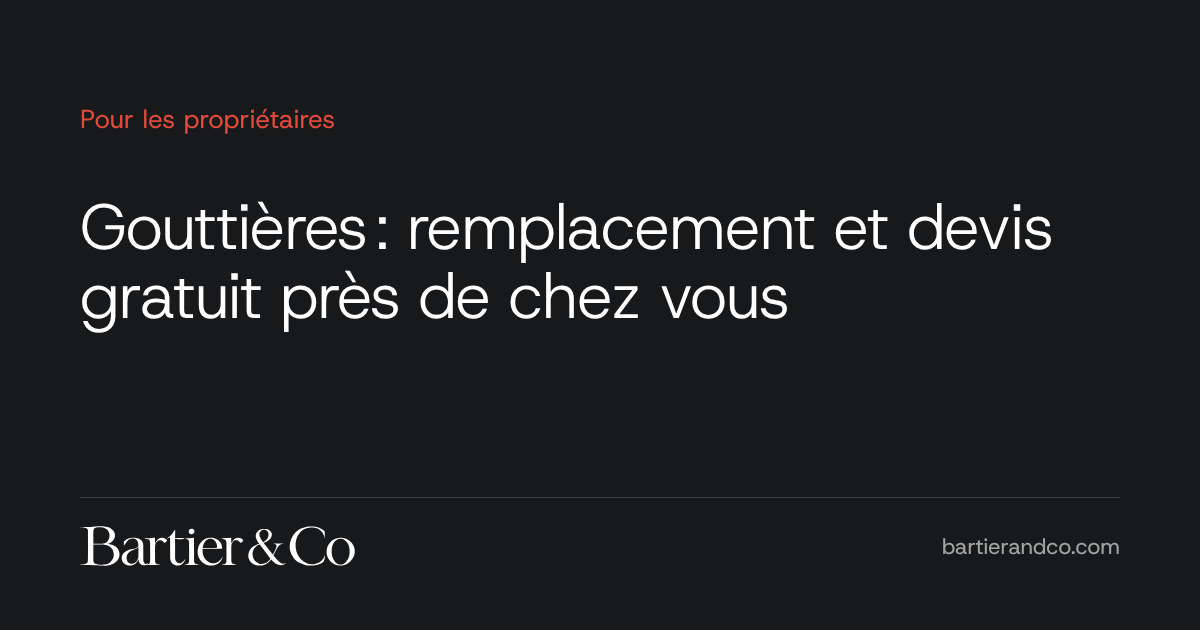 Pour les propriétaires
Gouttières : remplacement et devis
gratuit près de chez vous
Bartier & Co
bartierandco.com